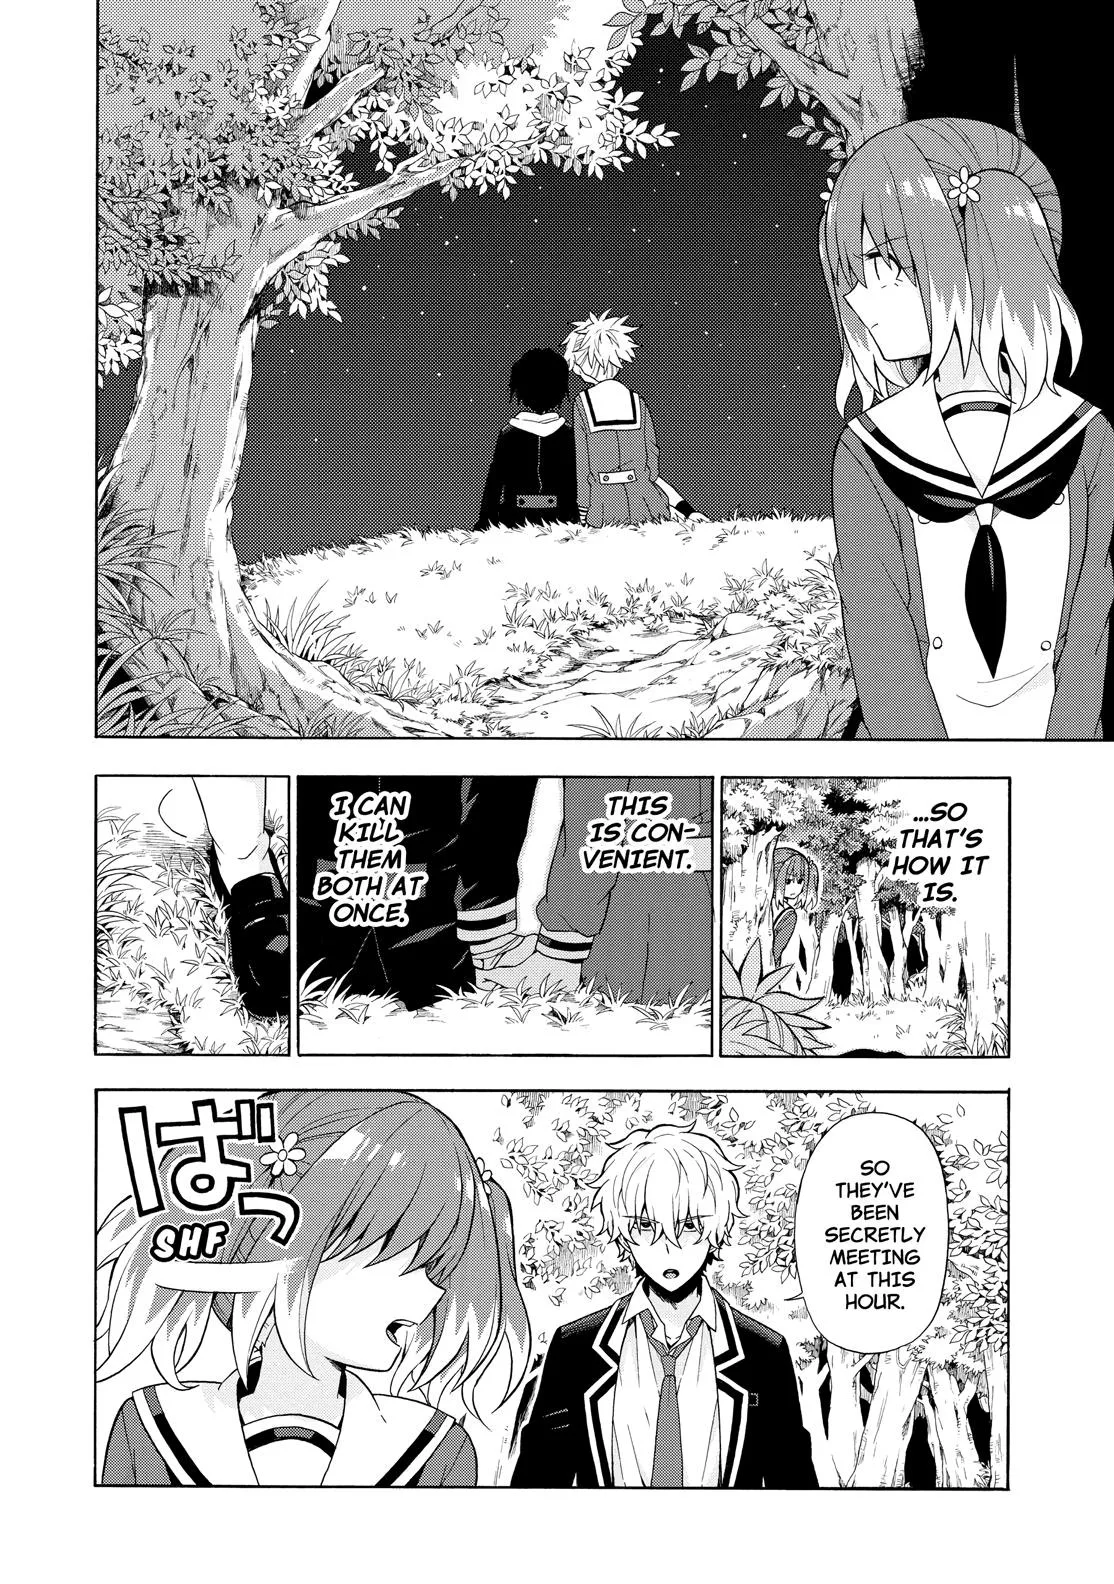 ...SO
THAT'S
HOW IT
IS.
THIS
IS CON-
VENIENT.
I CAN
KILL
THEM
BOTH AT
ONCE.
SO
THEY'VE
BEEN
SECRETLY
MEETING
AT THIS
HOUR.
ばっ
SHF